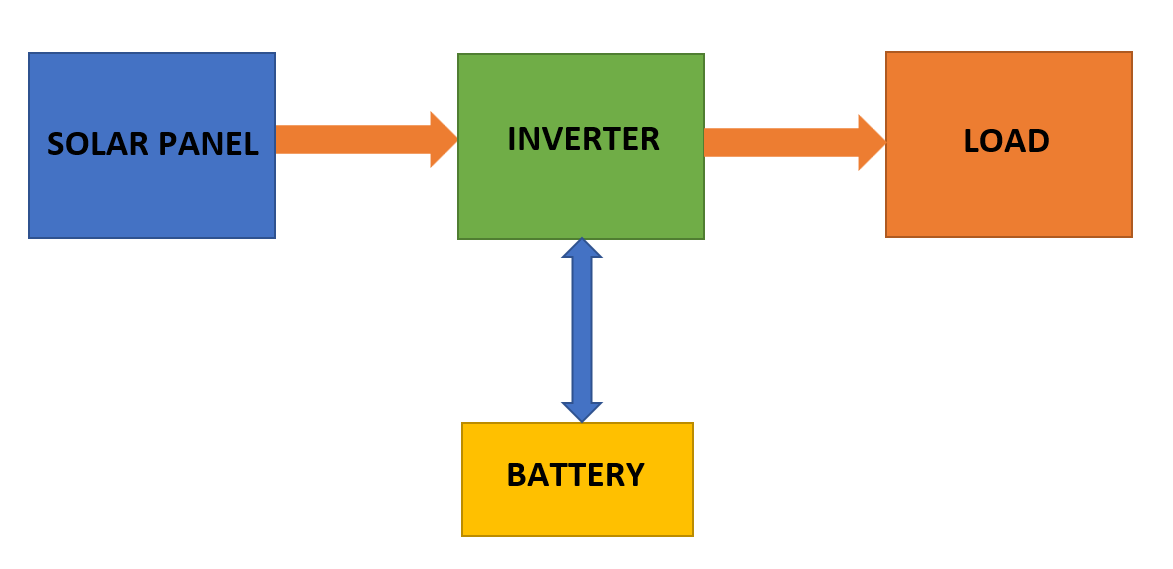 SOLAR PANEL
INVERTER
LOAD
BATTERY